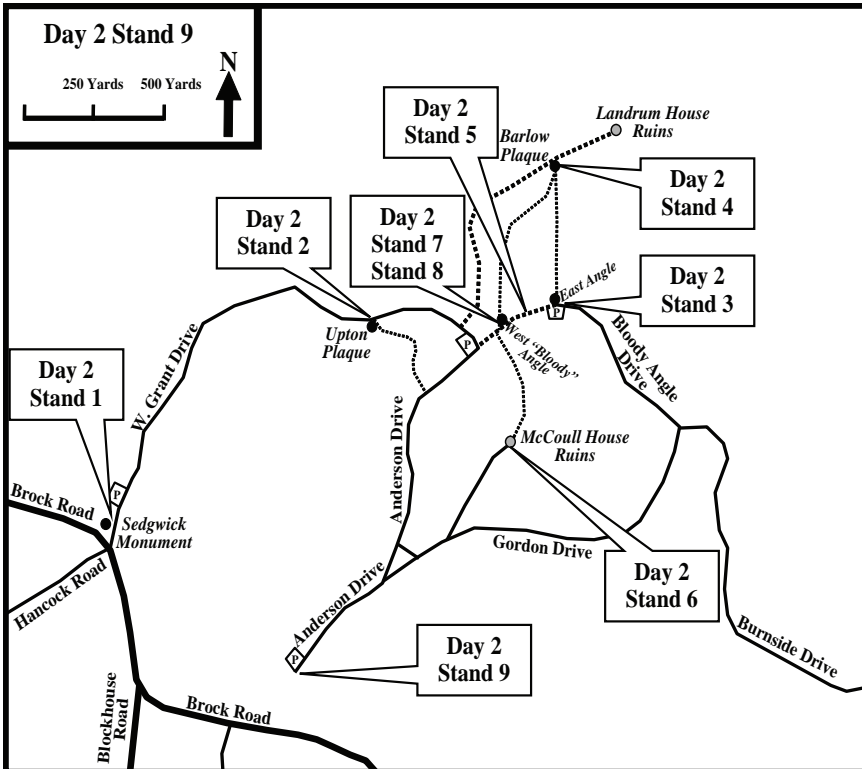 Day 2 Stand 9
N
250 Yards
500 Yards
Landrum House
Ruins
Barlow
Plaque
Day 2
Stand 5
Day 2
Stand 4
Day 2
Stand 2
Day 2
Stand 7
Stand 8
East Angle
Day 2
Stand 3
P
Upton
Plaque
P
West "Bloody"
Angle
Bloody Angle
Drive
W. Grant Drive
Day 2
Stand 1
Anderson Drive
McCoull House
Ruins
P
Brock Road
Sedgwick
Monument
Hancock Road
Gordon Drive
Day 2
Stand 6
Anderson Drive
P
Day 2
Stand 9
Burnside Drive
Blockhouse
Road
Brock Road